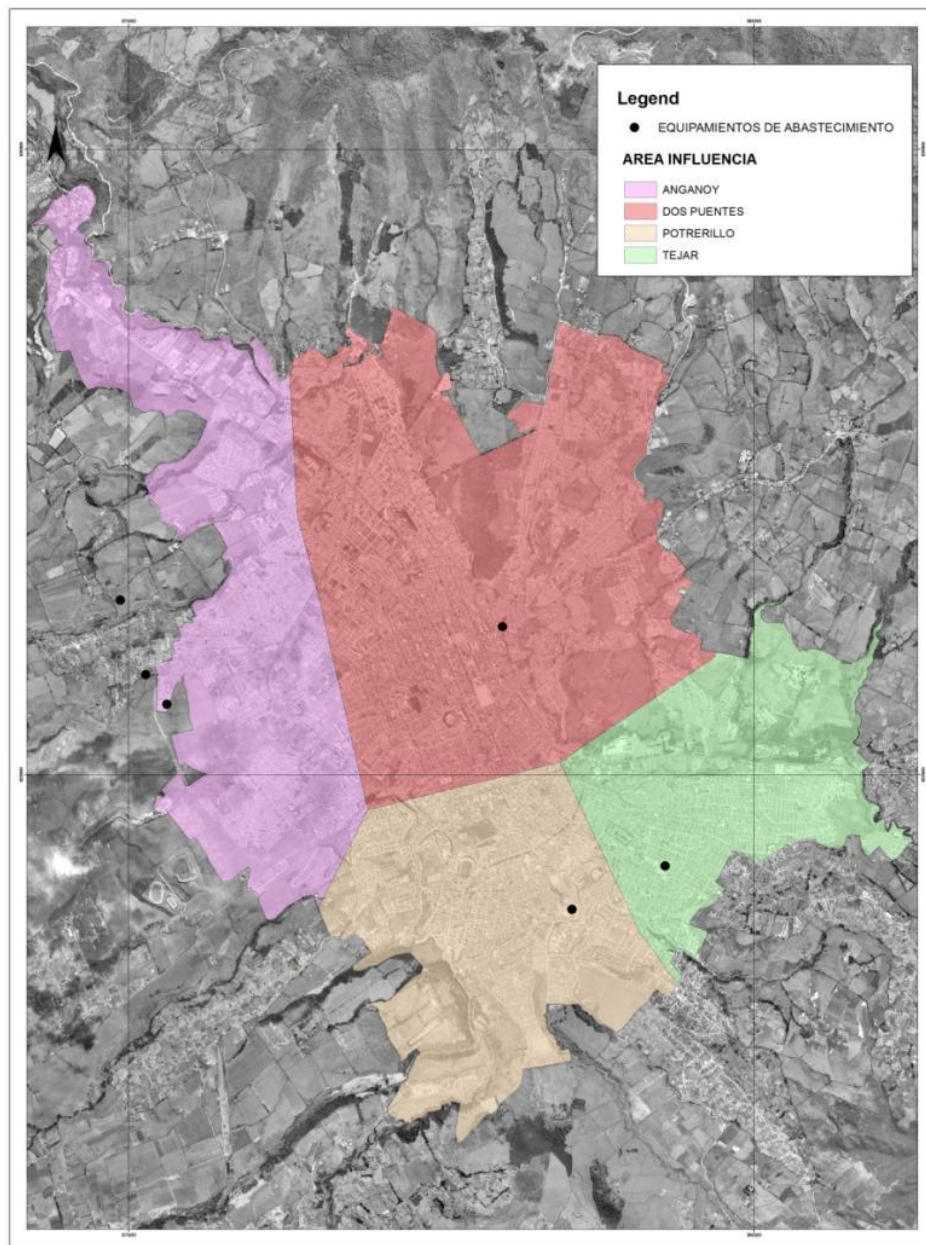 Legend
EQUIPAMIENTOS DE ABASTECIMIENTO
AREA INFLUENCIA
ANGANOY
DOS PUENTES
POTRERILLO
TEJAR